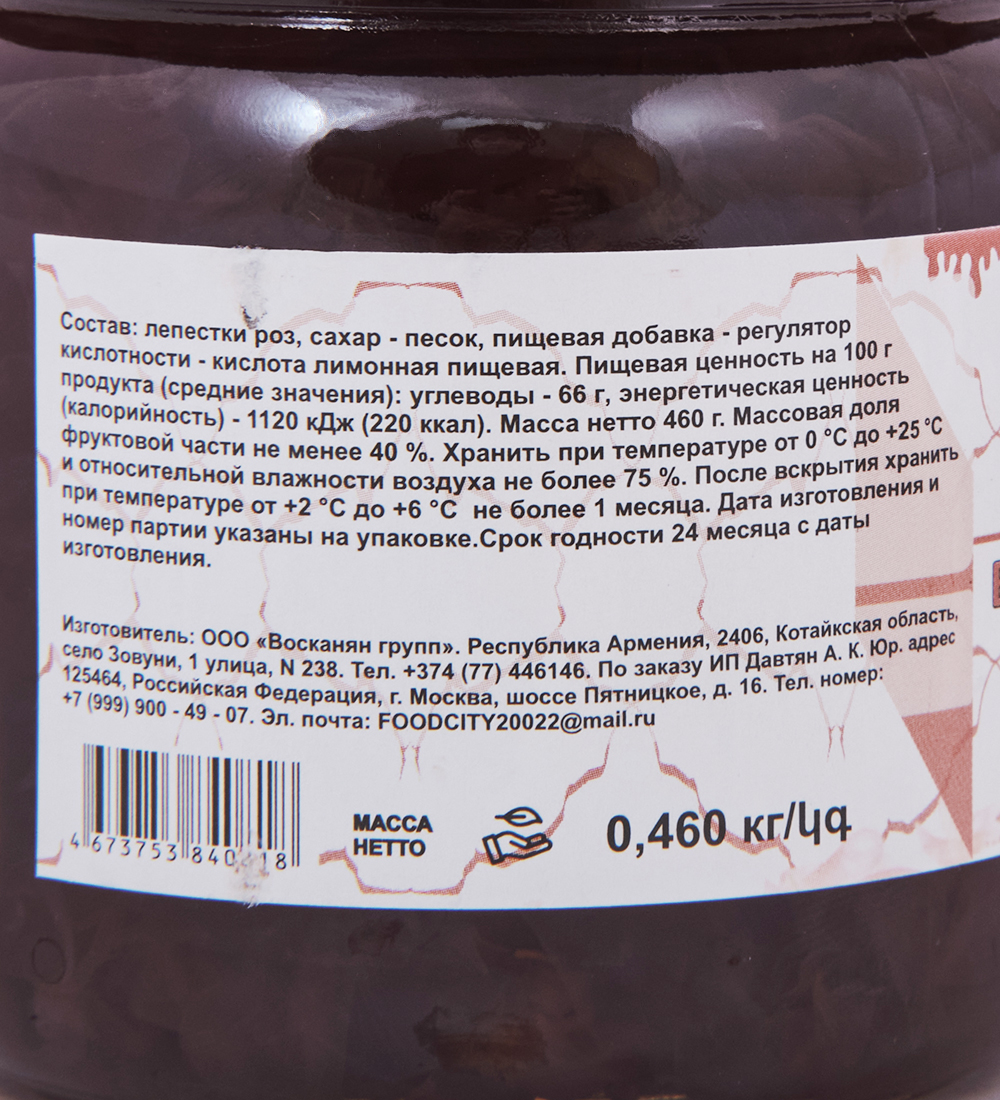 Состав: лепестки роз, сахар - песок, пищевая добавка - регулятор
кислотности - кислота лимонная пищевая. Пищевая ценность на 100 г
продукта (средние значения): углеводы - 66 г, энергетическая ценность
(калорийность) - 1120 кДж (220 ккал). Масса нетто 460 г. Массовая доля
фруктовой части не менее 40 %. Хранить при температуре от 0 °C до +25 °C
и относительной влажности воздуха не более 75 %. После вскрытия хранить
при температуре от +2 °C до +6 °C не более 1 месяца. Дата изготовления и
номер партии указаны на упаковке.Срок годности 24 месяца с даты
изготовления.
Изготовитель: ООО «Восканян групп». Республика Армения, 2406, Котайкская область,
село Зовуни, 1 улица, N 238. Тел. +374 (77) 446146. По заказу ИП Давтян А. К. Юр. адрес
125464, Российская Федерация, г. Москва, шоссе Пятницкое, д. 16. Тел. номер:
+7 (999) 900 - 49 - 07. Эл. почта: FOODCITY20022@mail.ru
МАССА
НЕТТО
0,460 кг/կգ